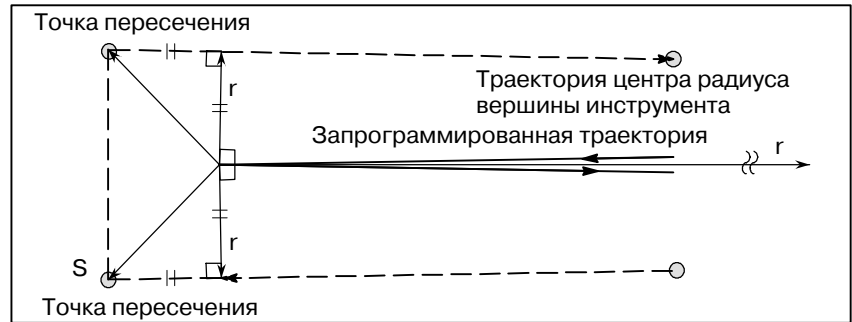 Точка пересечения
r
Траектория центра радиуса
вершины инструмента
Запрограммированная траектория
r
r
S
Точка пересечения